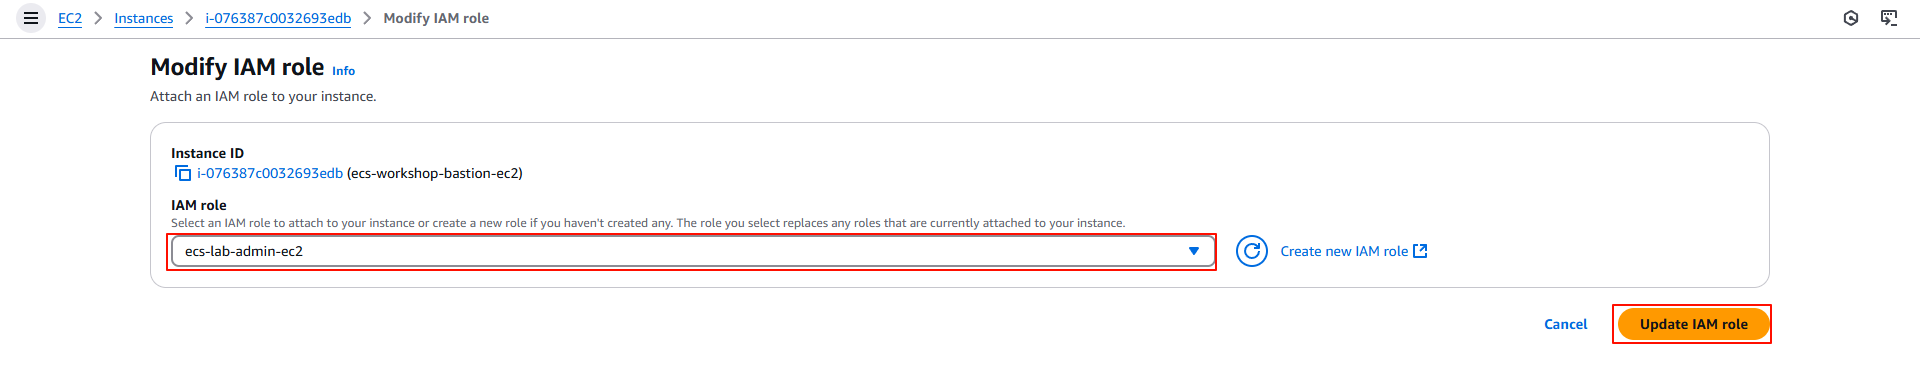 EC2 > Instances > i-076387c0032693edb > Modify IAM role
Modify IAM role Info
Attach an IAM role to your instance.
Instance ID
i-076387c0032693edb (ecs-workshop-bastion-ec2)
IAM role
Select an IAM role to attach to your instance or create a new role if you haven't created any. The role you select replaces any roles that are currently attached to your instance.
ecs-lab-admin-ec2
Create new IAM role
Cancel
Update IAM role